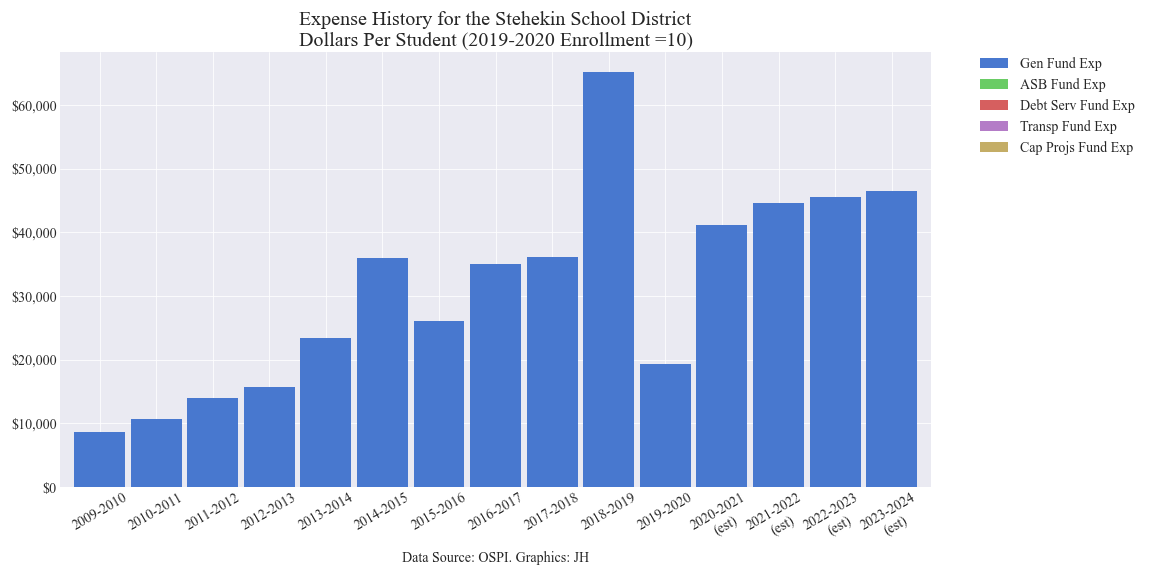 Expense History for the Stehekin School District
Dollars Per Student (2019-2020 Enrollment =10)
Gen Fund Exp
ASB Fund Exp
Debt Serv Fund Exp
Transp Fund Exp
Cap Projs Fund Exp
$60,000
$50,000
$40,000
$30,000
$20,000
$10,000
$0
2009-2010
2010-2011
2011-2012
2012-2013
2013-2014
2014-2015
2015-2016
2016-2017
2017-2018
2018-2019
2019-2020
2020-2021
(est)
2021-2022
(est)
2022-2023
(est)
2023-2024
(est)
Data Source: OSPI. Graphics: JH